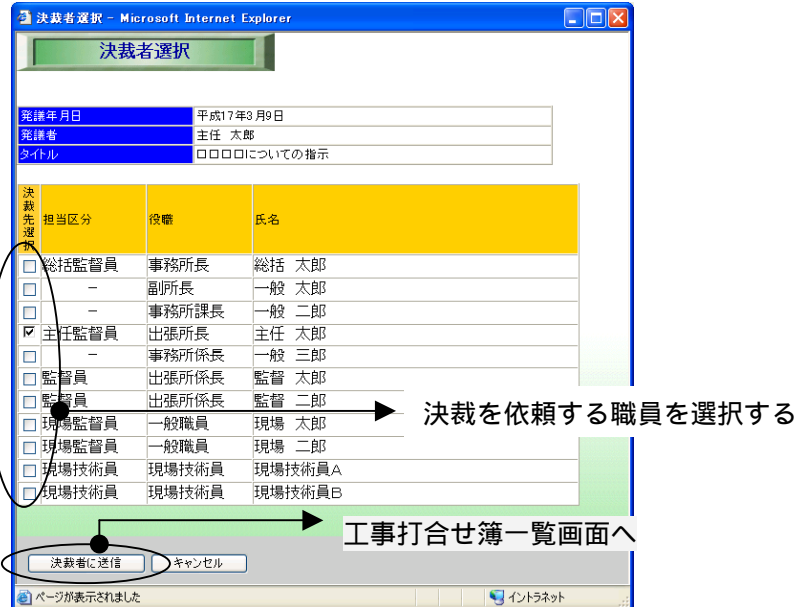 決裁者選択 - Microsoft Internet Explorer
決裁者選択
発議年月日 平成17年3月9日
発議者 主任 太郎
タイトル 口口口口についての指示
決裁先選択 担当区分 役職 氏名
総括監督員 事務所長 総括 太郎
－ 副所長 一般 太郎
－ 事務所課長 一般 二郎
主任監督員 出張所長 主任 太郎
－ 事務所係長 一般 三郎
監督員 出張所係長 監督 太郎
監督員 出張所係長 監督 二郎
決裁を依頼する職員を選択する
現場監督員 一般職員 現場 太郎
現場監督員 一般職員 現場 二郎
現場技術員 現場技術員 現場技術員A
現場技術員 現場技術員 現場技術員B
工事打合せ簿一覧画面へ
決裁者に送信 キャンセル
ページが表示されました イントラネット